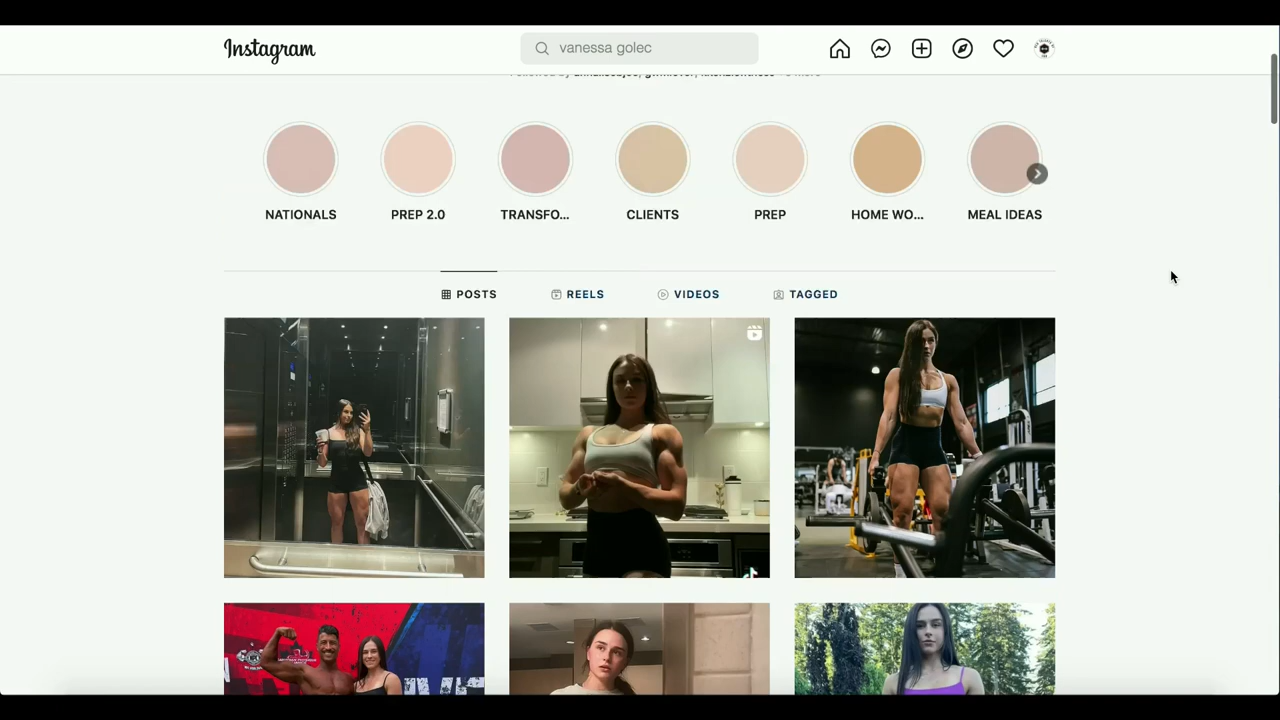 Instagram
vanessa golec
NATIONALS
PREP 2.0
TRANSFO...
CLIENTS
PREP
HOME WO...
MEAL IDEAS
POSTS
REELS
VIDEOS
TAGGED